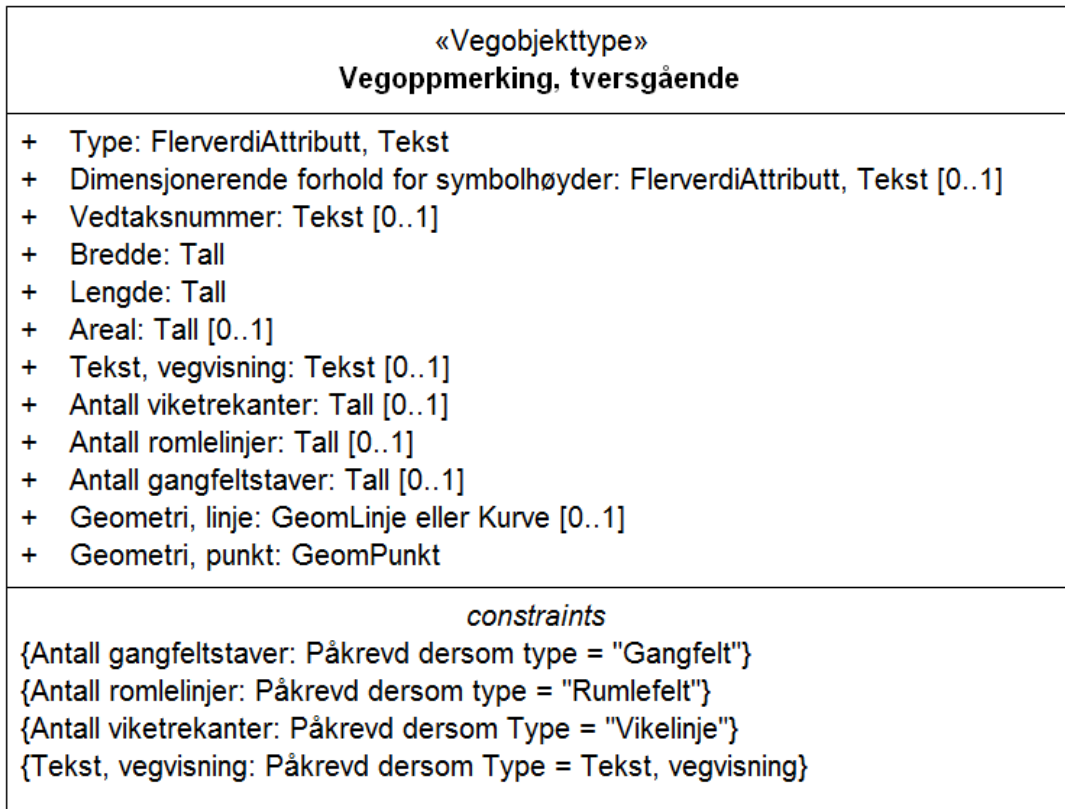 «Vegobjekttype»
Vegoppmerking, tversgående
+ Type: FlerverdiAttributt, Tekst
+ Dimensjonerende forhold for symbolhøyder: FlerverdiAttributt, Tekst [0..1]
+ Vedtaksnummer: Tekst [0..1]
+ Bredde: Tall
+ Lengde: Tall
+ Areal: Tall [0..1]
+ Tekst, vegvisning: Tekst [0..1]
+ Antall viketrekanter: Tall [0..1]
+ Antall romlelinjer: Tall [0..1]
+ Antall gangfeltstaver: Tall [0..1]
+ Geometri, linje: GeomLinje eller Kurve [0..1]
+ Geometri, punkt: GeomPunkt
constraints
{Antall gangfeltstaver: Påkrevd dersom type = "Gangfelt"}
{Antall romlelinjer: Påkrevd dersom type = "Rumlefelt"}
{Antall viketrekanter: Påkrevd dersom Type = "Vikelinje"}
{Tekst, vegvisning: Påkrevd dersom Type = Tekst, vegvisning}